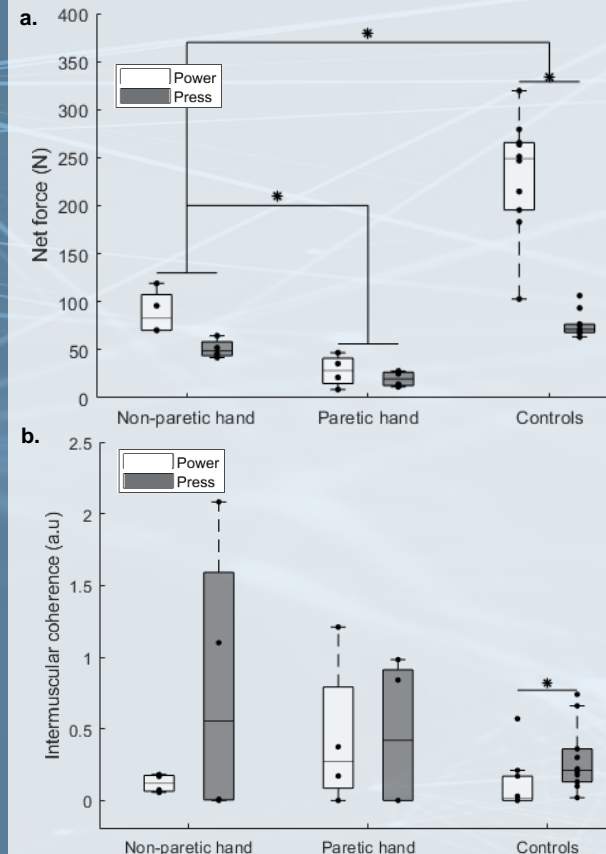 a.
400
350
300
250
200
150
100
50
0
Net force (N)
Power
Press
*
*
*
Non-paretic hand Paretic hand Controls
b.
2.5
2
1.5
1
0.5
0
Intermuscular coherence (a.u)
Power
Press
*
Non-paretic hand Paretic hand Controls